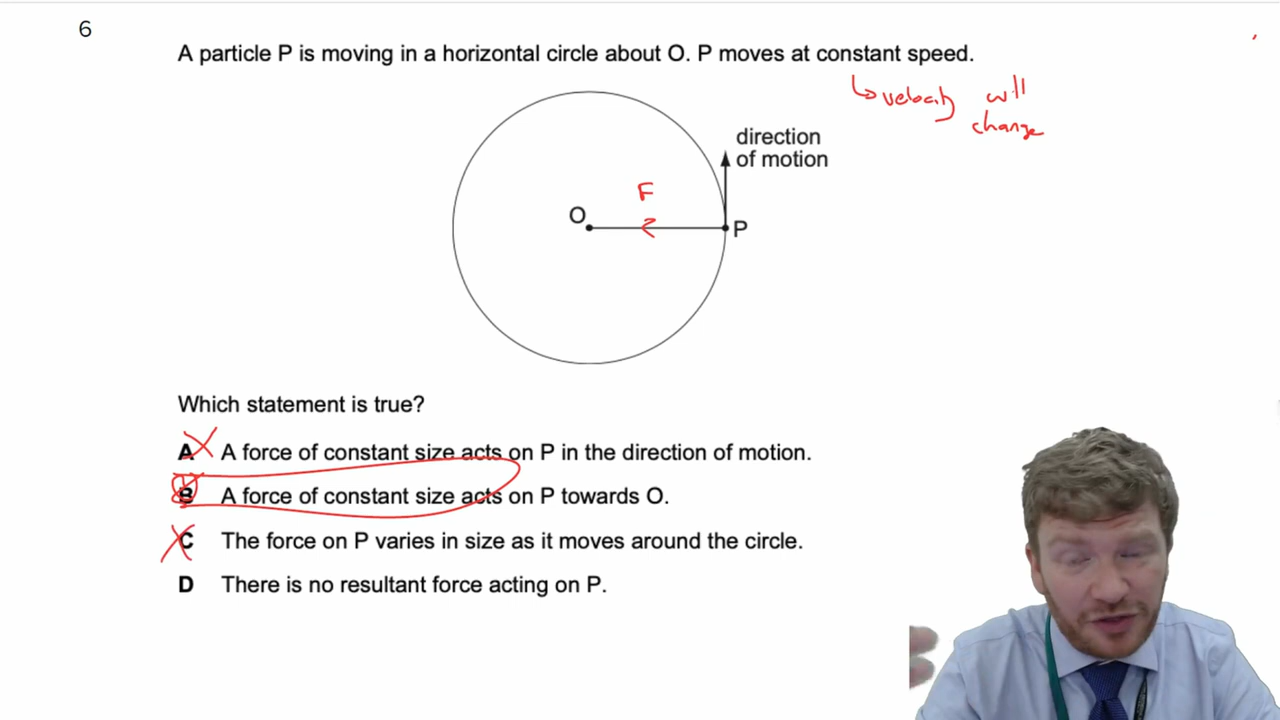 6
A particle P is moving in a horizontal circle about O. P moves at constant speed.
↳ velocity will
change
direction
of motion
F
O
P
Which statement is true?
A A force of constant size acts on P in the direction of motion.
B A force of constant size acts on P towards O.
C The force on P varies in size as it moves around the circle.
D There is no resultant force acting on P.